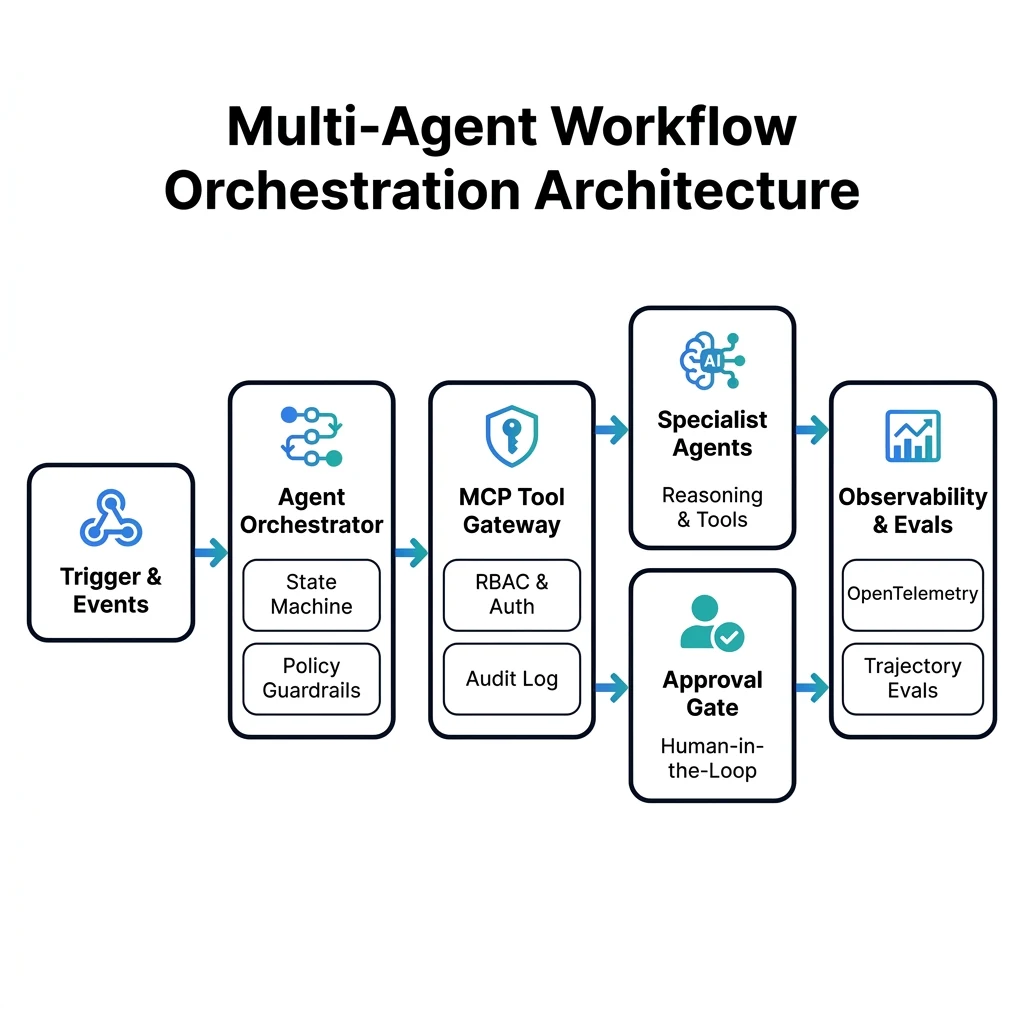 Multi-Agent Workflow
Orchestration Architecture
Trigger &
Events
Agent
Orchestrator
State
Machine
Policy
Guardrails
MCP Tool
Gateway
RBAC &
Auth
Audit Log
AI
Specialist
Agents
Reasoning
& Tools
Approval
Gate
Human-in-
the-Loop
Observability
& Evals
OpenTelemetry
Trajectory
Evals